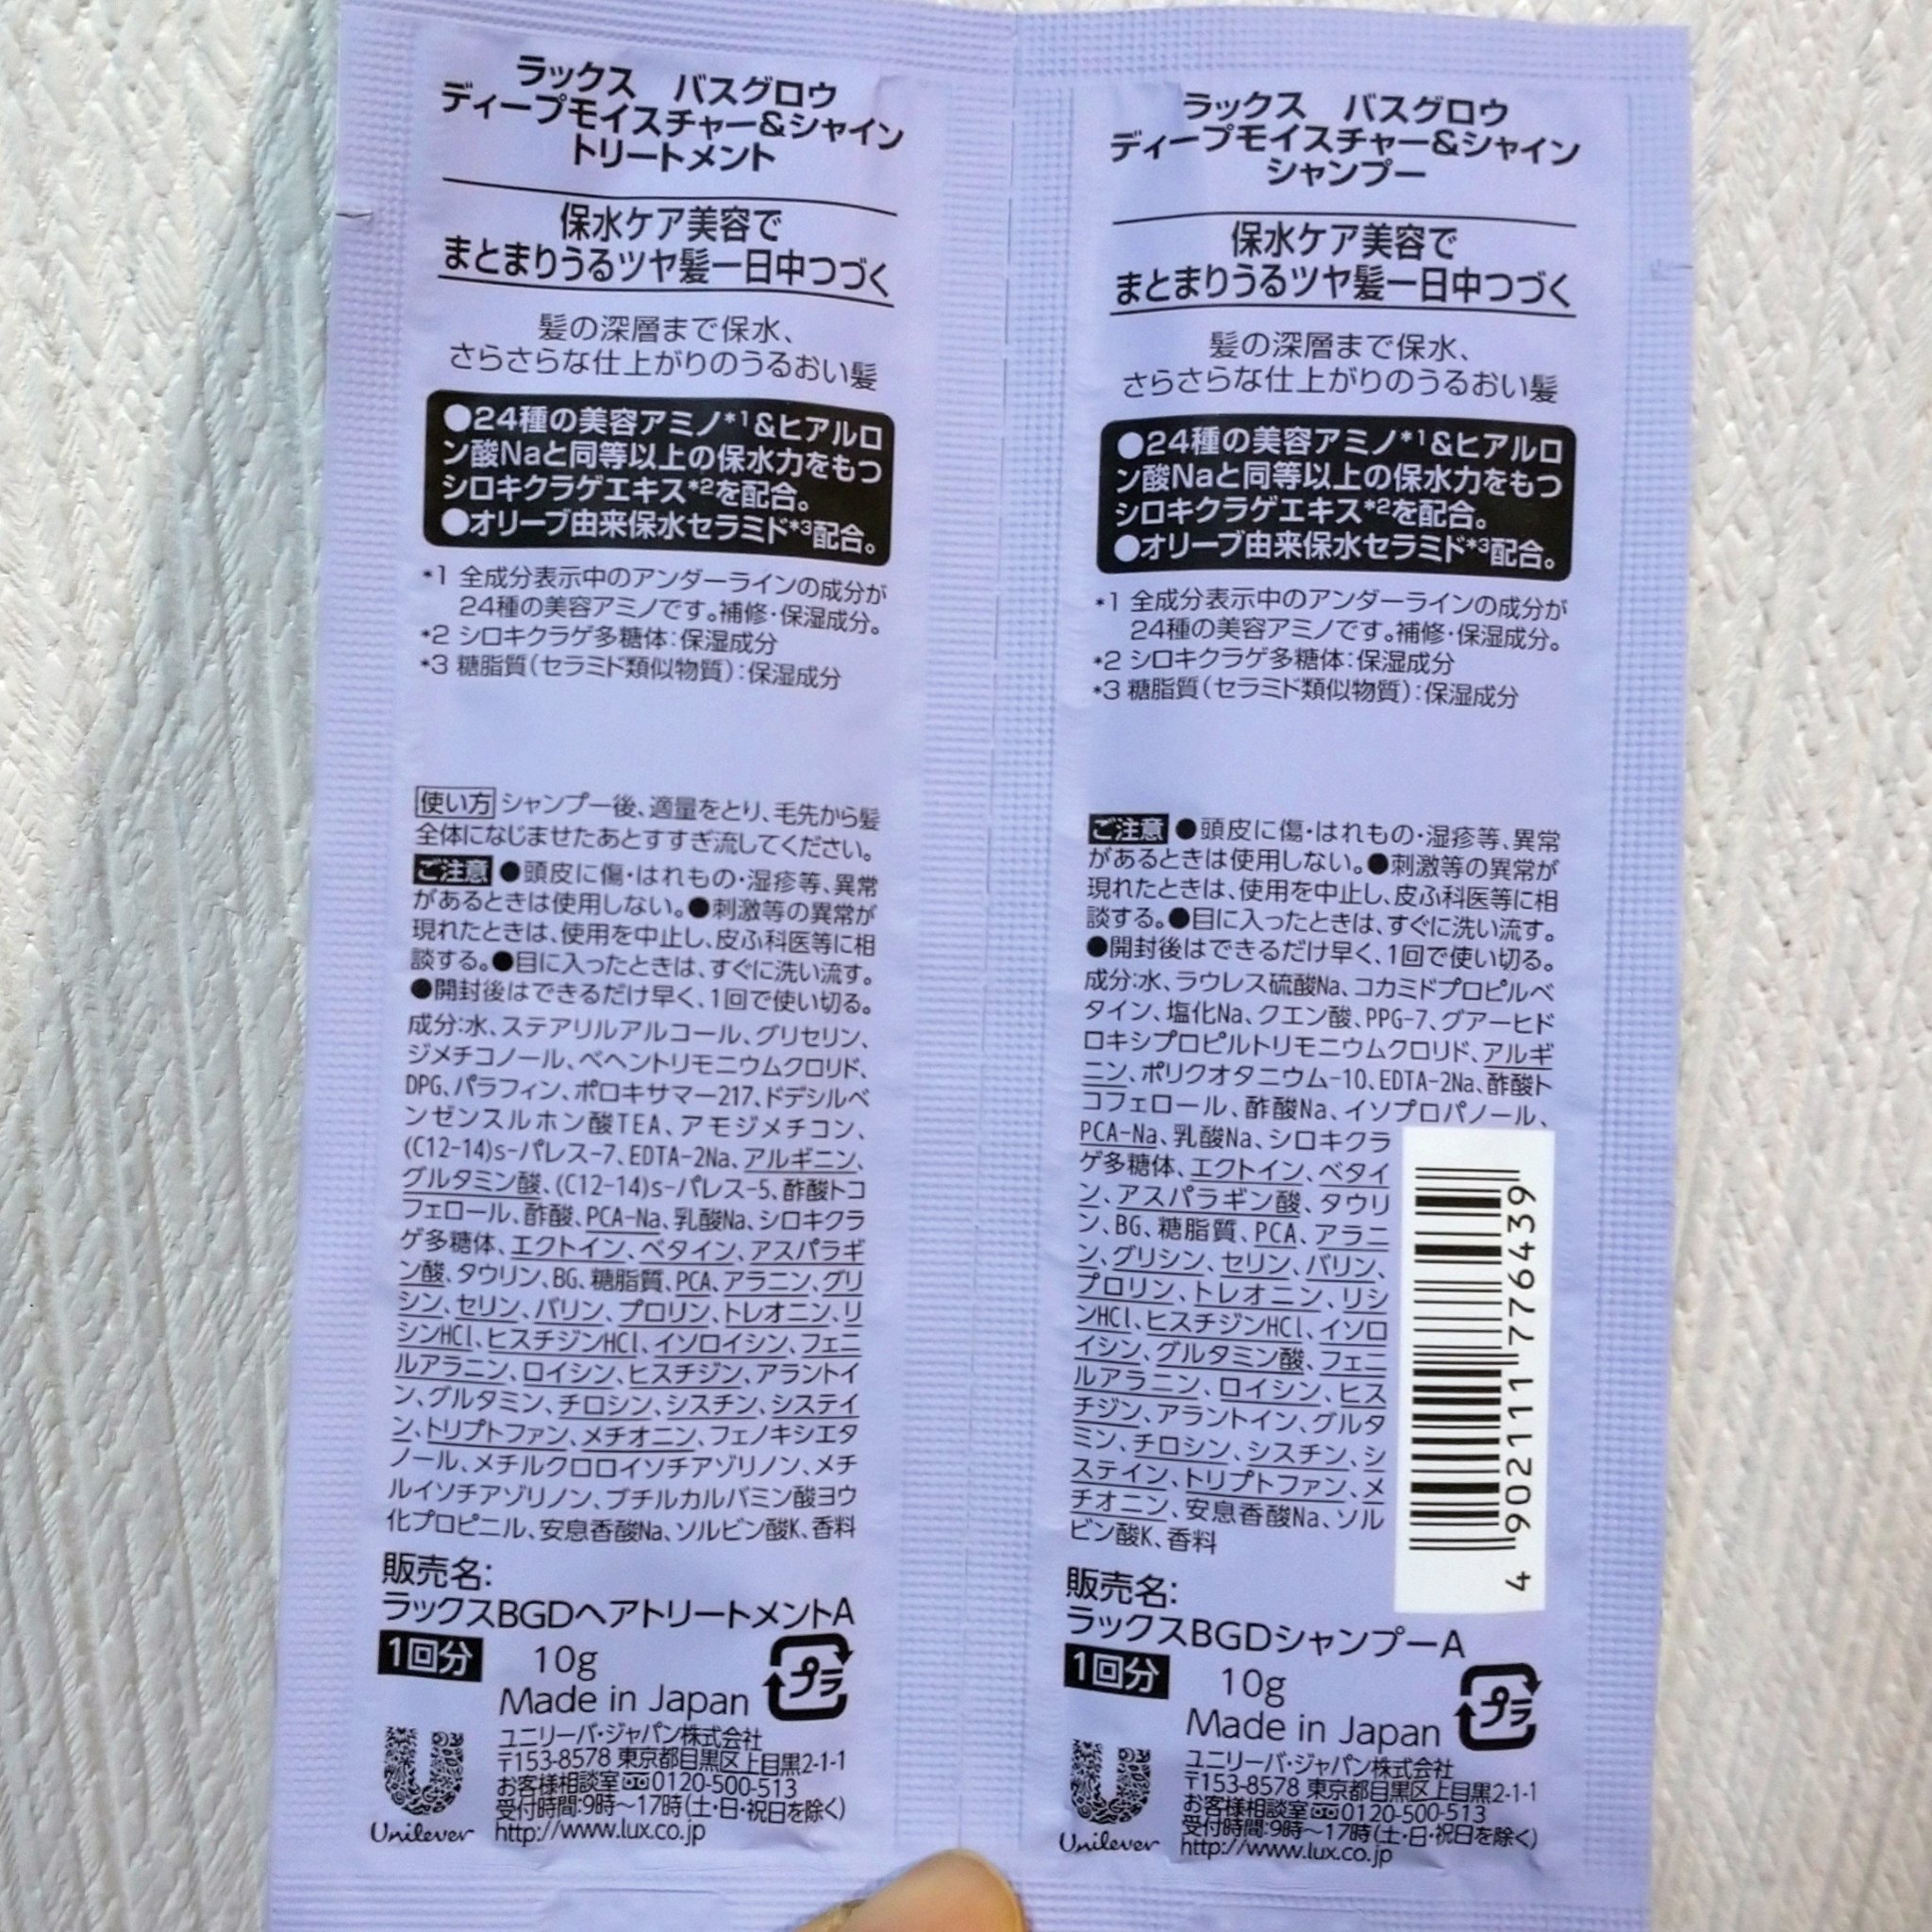 ラックス　バスグロウ
ディープモイスチャー&シャイン
トリートメント
保水ケア美容で
まとまりうるツヤ髪一日中つづく
髪の深層まで保水、
さらさらな仕上がりのうるおい髪
●24種の美容アミノ*1&ヒアルロ
ン酸Naと同等以上の保水力をもつ
シロキクラゲエキス*2を配合。
●オリーブ由来保水セラミド*3配合。
*1 全成分表示中のアンダーラインの成分が
24種の美容アミノです。補修・保湿成分。
*2 シロキクラゲ多糖体:保湿成分
*3 糖脂質(セラミド類似物質):保湿成分
使い方 シャンプー後、適量をとり、毛先から髪
全体になじませたあとすすぎ流してください。
ご注意 ●頭皮に傷・はれもの・湿疹等、異常
があるときは使用しない。●刺激等の異常が
現れたときは、使用を中止し、皮ふ科医等に相
談する。●目に入ったときは、すぐに洗い流す。
●開封後はできるだけ早く、1回で使い切る。
成分:水、ステアリルアルコール、グリセリン、
ジメチコノール、ベヘントリモニウムクロリド、
DPG、パラフィン、ポロキサマー217、ドデシルベ
ンゼンスルホン酸TEA、アモジメチコン、
(C12-14)s-パレス-7、EDTA-2Na、アルギニン、
グルタミン酸、(C12-14)s-パレス-5、酢酸トコ
フェロール、酢酸、PCA-Na、乳酸Na、シロキクラ
ゲ多糖体、エクトイン、ベタイン、アスパラギ
ン酸、タウリン、BG、糖脂質、PCA、アラニン、グリ
シン、セリン、バリン、プロリン、トレオニン、リ
シンHCl、ヒスチジンHCl、イソロイシン、フェニ
ルアラニン、ロイシン、ヒスチジン、アラントイ
ン、グルタミン、チロシン、シスチン、システイ
ン、トリプトファン、メチオニン、フェノキシエタ
ノール、メチルクロロイソチアゾリノン、メチ
ルイソチアゾリノン、ブチルカルバミン酸ヨウ
化プロピニル、安息香酸Na、ソルビン酸K、香料
販売名:
ラックスBGDヘアトリートメントA
1回分 10g
プラ
Made in Japan
ユニリーバ・ジャパン株式会社
〒153-8578 東京都目黒区上目黒2-1-1
お客様相談室 0120-500-513
受付時間:9時〜17時(土・日・祝日を除く)
http://www.lux.co.jp
Unilever
ラックス　バスグロウ
ディープモイスチャー&シャイン
シャンプー
保水ケア美容で
まとまりうるツヤ髪一日中つづく
髪の深層まで保水、
さらさらな仕上がりのうるおい髪
●24種の美容アミノ*1&ヒアルロ
ン酸Naと同等以上の保水力をもつ
シロキクラゲエキス*2を配合。
●オリーブ由来保水セラミド*3配合。
*1 全成分表示中のアンダーラインの成分が
24種の美容アミノです。補修・保湿成分。
*2 シロキクラゲ多糖体:保湿成分
*3 糖脂質(セラミド類似物質):保湿成分
ご注意 ●頭皮に傷・はれもの・湿疹等、異常
があるときは使用しない。●刺激等の異常が
現れたときは、使用を中止し、皮ふ科医等に相
談する。●目に入ったときは、すぐに洗い流す。
●開封後はできるだけ早く、1回で使い切る。
成分:水、ラウレス硫酸Na、コカミドプロピルベ
タイン、塩化Na、クエン酸、PPG-7、グアーヒド
ロキシプロピルトリモニウムクロリド、アルギ
ニン、ポリクオタニウム-10、EDTA-2Na、酢酸ト
コフェロール、酢酸Na、イソプロパノール、
PCA-Na、乳酸Na、シロキクラ
ゲ多糖体、エクトイン、ベタイ
ン、アスパラギン酸、タウリ
ン、BG、糖脂質、PCA、アラニ
ン、グリシン、セリン、バリン、
プロリン、トレオニン、リシ
ンHCl、ヒスチジンHCl、イソロ
イシン、グルタミン酸、フェニ
ルアラニン、ロイシン、ヒス
チジン、アラントイン、グルタ
ミン、チロシン、シスチン、シ
ステイン、トリプトファン、メ
チオニン、安息香酸Na、ソル
ビン酸K、香料
4 902111 776439
販売名:
ラックスBGDシャンプーA
1回分 10g
プラ
Made in Japan
ユニリーバ・ジャパン株式会社
〒153-8578 東京都目黒区上目黒2-1-1
お客様相談室 0120-500-513
受付時間:9時〜17時(土・日・祝日を除く)
http://www.lux.co.jp
Unilever